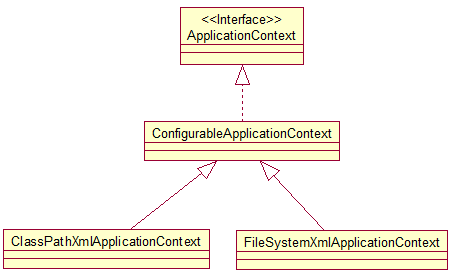 <<Interface>>
ApplicationContext
ConfigurableApplicationContext
ClassPathXmlApplicationContext
FileSystemXmlApplicationContext